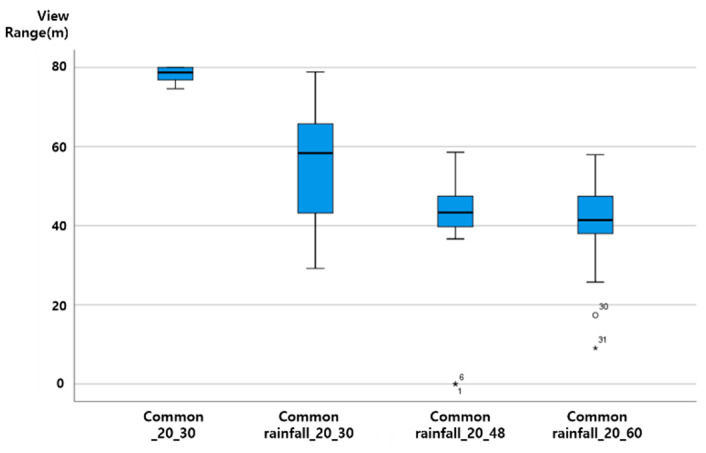 View
Range(m)
80
60
40
20
0
30
31
6
1
Common
_20_30
Common
rainfall_20_30
Common
rainfall_20_48
Common
rainfall_20_60